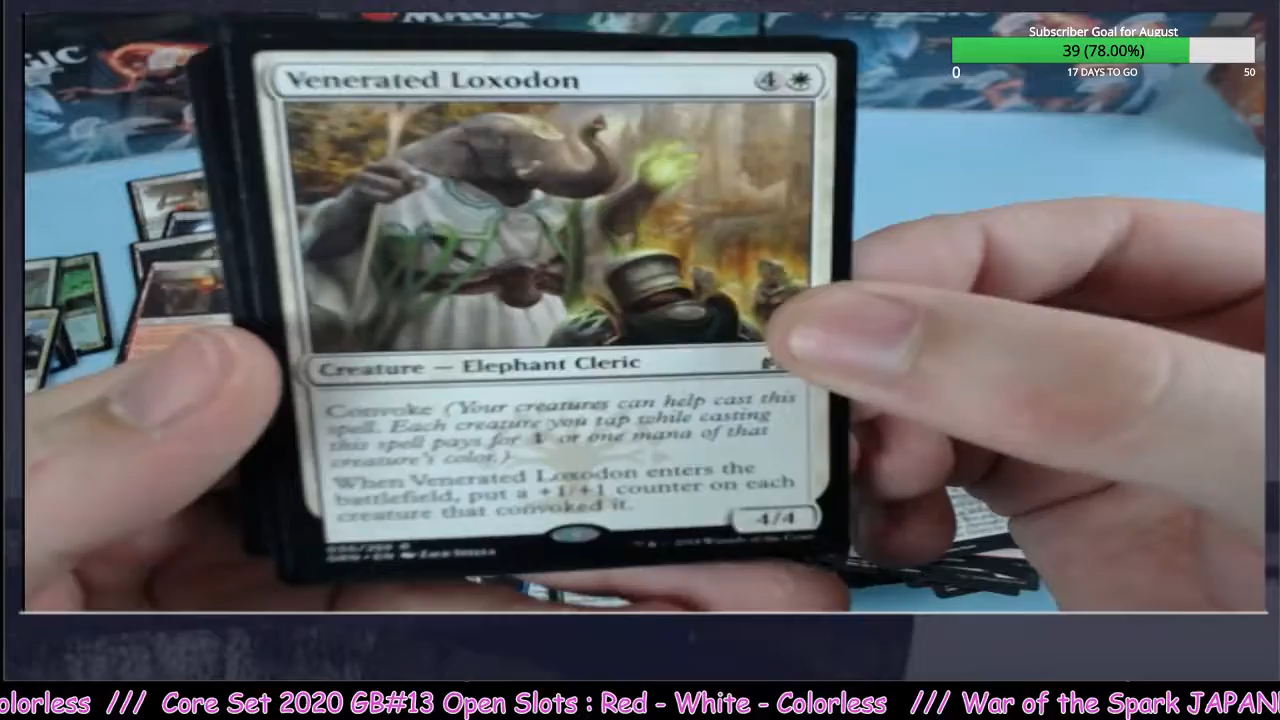 MAGIC
Subscriber Goal for August
39 (78.00%)
0
17 DAYS TO GO
50
Venerated Loxodon
4
Creature — Elephant Cleric
Convoke (Your creatures can help cast this
spell. Each creature you tap while casting
this spell pays for 1 or one mana of that
creature's color.)
When Venerated Loxodon enters the
battlefield, put a +1/+1 counter on each
creature that convoked it.
4/4
olorless /// Core Set 2020 GB#13 Open Slots : Red - White - Colorless /// War of the Spark JAPAN